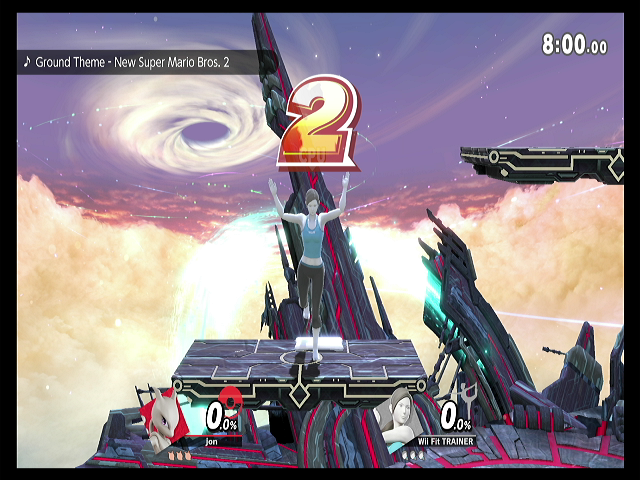 ♪ Ground Theme - New Super Mario Bros. 2
8:00.00
2
CPU
0.0%
Jon
0.0%
Wii Fit TRAINER